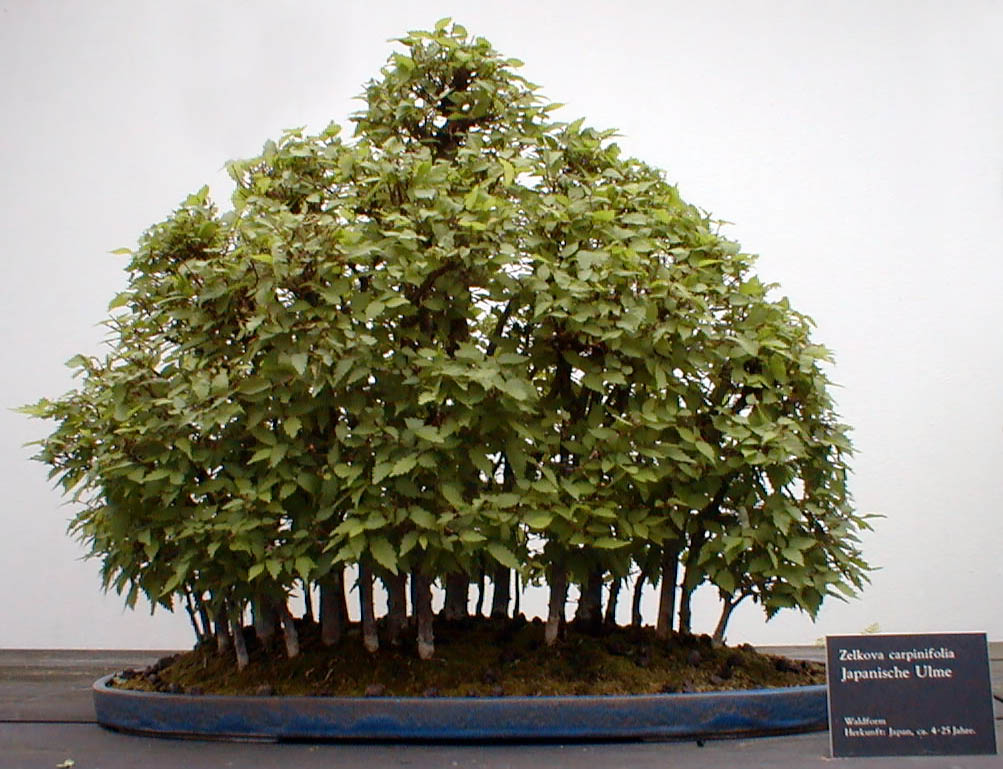 Zelkova carpinifolia
Japanische Ulme
Waldform
Herkunft: Japan, ca. 4-25 Jahre.